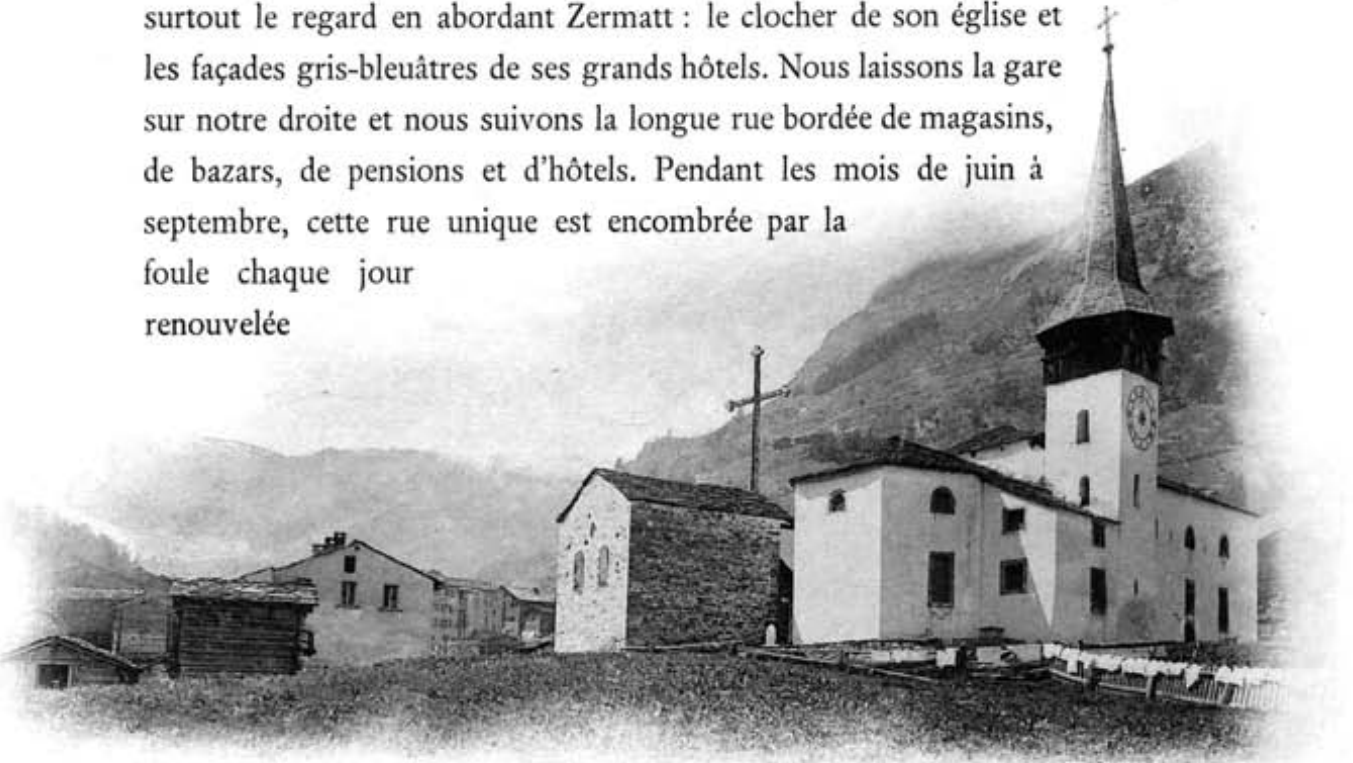 surtout le regard en abordant Zermatt : le clocher de son église et
les façades gris-bleuâtres de ses grands hôtels. Nous laissons la gare
sur notre droite et nous suivons la longue rue bordée de magasins,
de bazars, de pensions et d'hôtels. Pendant les mois de juin à
septembre, cette rue unique est encombrée par la
foule chaque jour
renouvelée